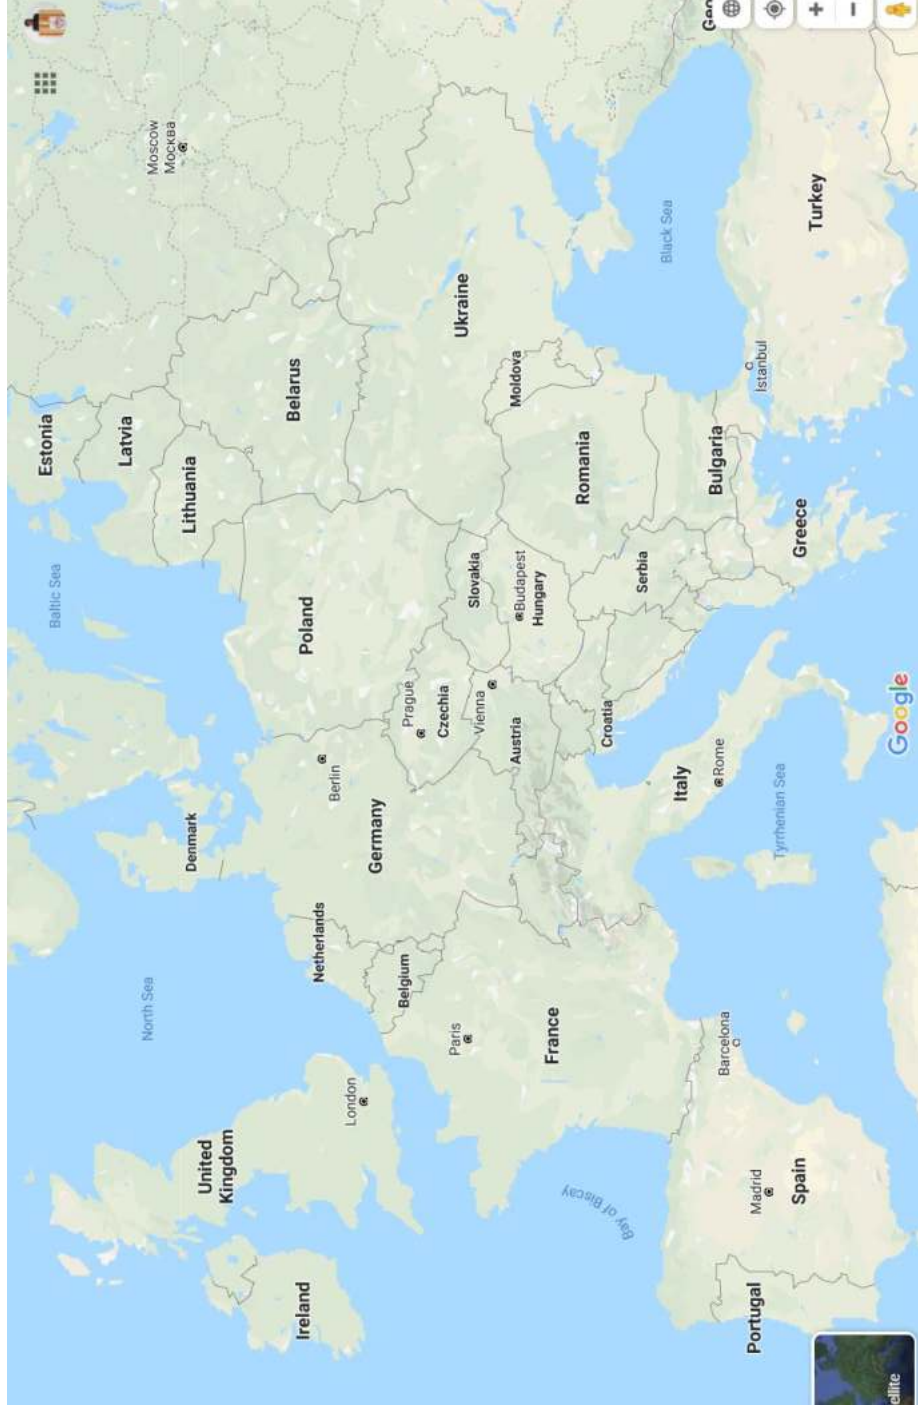 Estonia
Baltic Sea
Latvia
Moscow
Москва
Lithuania
Denmark
North Sea
United
Kingdom
Belarus
Poland
Berlin
Netherlands
Ireland
London
Germany
Belgium
Prague
Czechia
Paris
Ukraine
Slovakia
Vienna
Austria
Moldova
Budapest
Hungary
France
Romania
Croatia
Bay of Biscay
Serbia
Black Sea
Italy
Rome
Bulgaria
Geo
Istanbul
Barcelona
Madrid
Spain
Portugal
Tyrrhenian Sea
Greece
Turkey
Google
ellite